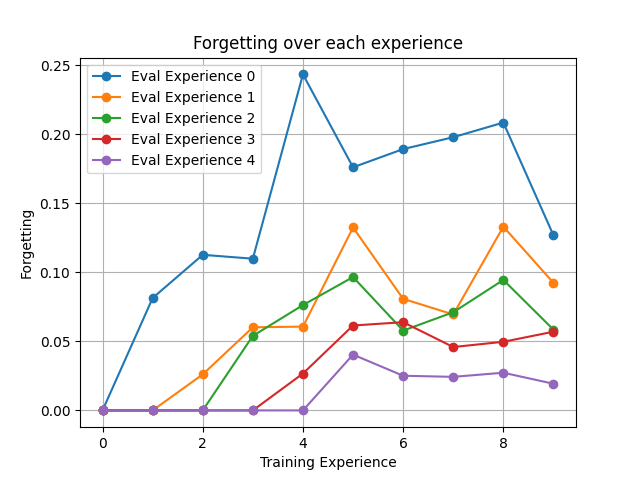 Forgetting over each experience
Eval Experience 0
Eval Experience 1
Eval Experience 2
Eval Experience 3
Eval Experience 4
0.25
0.20
0.15
0.10
0.05
0.00
Forgetting
0 2 4 6 8
Training Experience